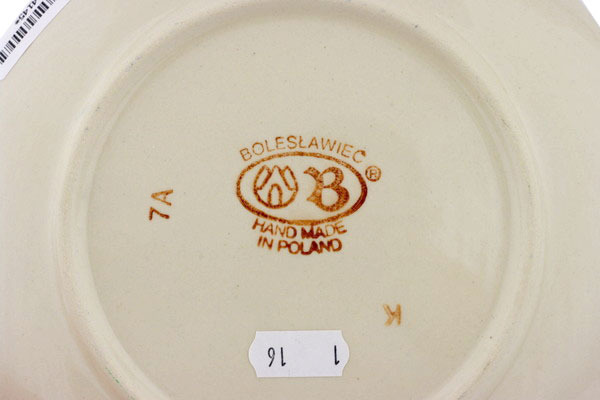 BOLESŁAWIEC
B ®
HAND MADE
IN POLAND
7A
K
1 16